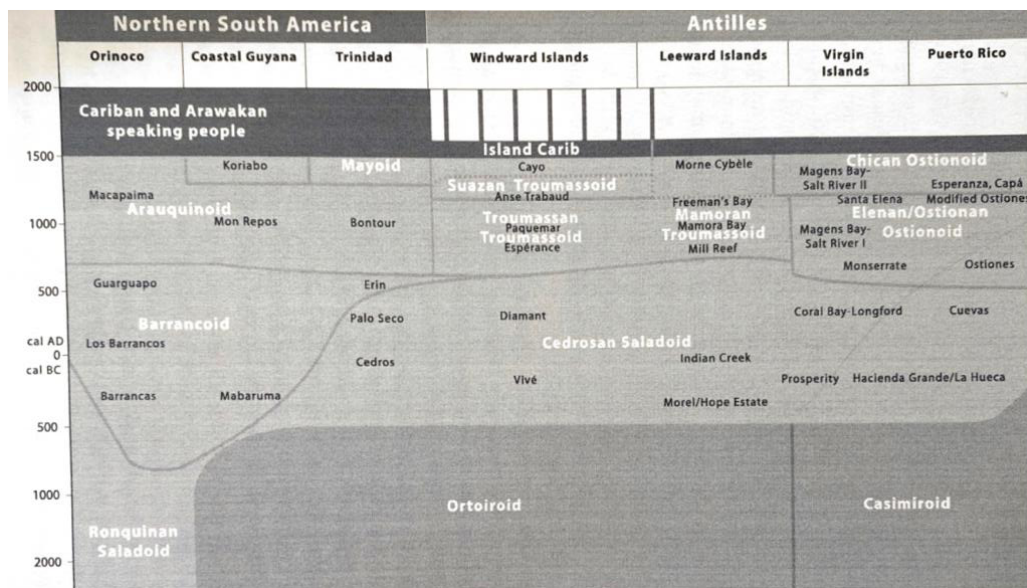 Northern South America
Antilles
Orinoco
Coastal Guyana
Trinidad
Windward Islands
Leeward Islands
Virgin
Islands
Puerto Rico
2000
Cariban and Arawakan
speaking people
Island Carib
1500
Koriabo
Mayoid
Cayo
Morne Cybèle
Chican Ostionoid
Magens Bay-
Salt River II
Esperanza, Capá
Suazan Troumassoid
Macapaima
Anse Trabaud
Freeman's Bay
Santa Elena
Modified Ostiones
Arauquinoid
1000
Mon Repos
Bontour
Troumassan
Troumassoid
Paquemar
Espérance
Mamoran
Troumassoid
Mamora Bay
Mill Reef
Elenan/Ostionan
Ostionoid
Magens Bay-
Salt River I
Monserrate
Ostiones
500
Guarguapo
Erin
Barrancoid
Palo Seco
Diamant
Coral Bay-Longford
Cuevas
cal AD
0
cal BC
Los Barrancos
Cedros
Cedrosan Saladoid
Indian Creek
Vivé
Prosperity
Hacienda Grande/La Hueca
Barrancas
Mabaruma
Morel/Hope Estate
500
1000
Ortoiroid
Casimiroid
Ronquinan
Saladoid
2000